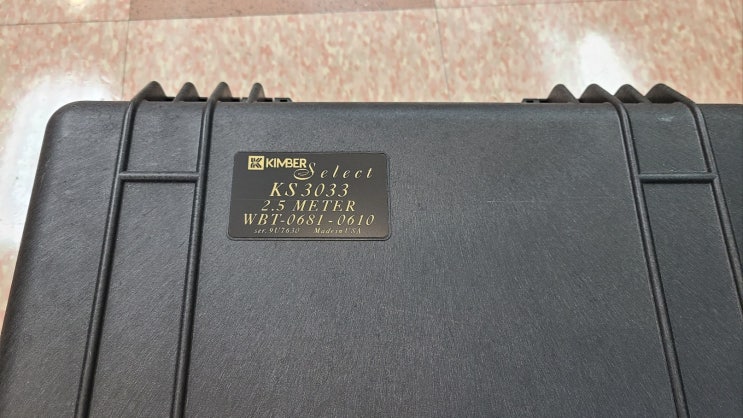 KIMBER Select
KS 3033
2.5 METER
WBT-0681-0610
ser. 9U7630 Made in USA